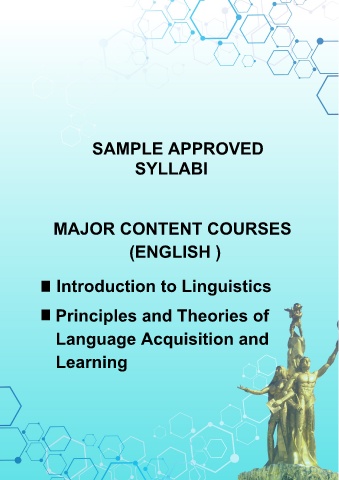 SAMPLE APPROVED
SYLLABI
MAJOR CONTENT COURSES
(ENGLISH )
■ Introduction to Linguistics
■ Principles and Theories of
Language Acquisition and
Learning